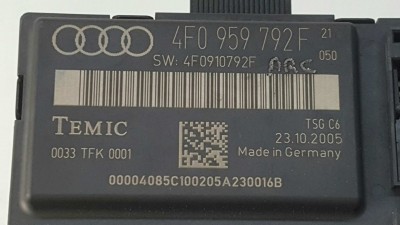 4F0 959 792F 21
050
SW: 4F0910792F ARC
TEMIC
TSG C6
23.10.2005
0033 TFK 0001 Made in Germany
00004085C100205A230016B